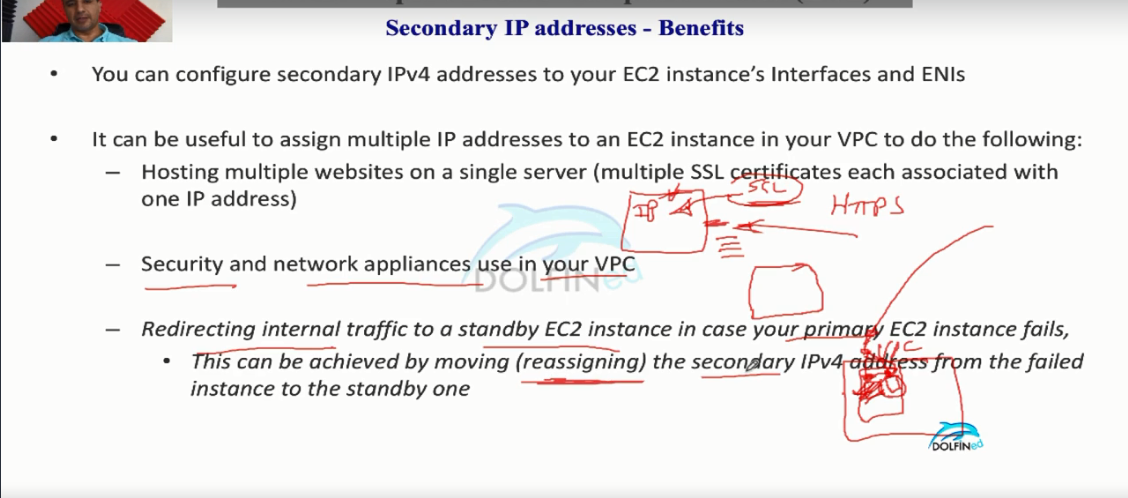 Secondary IP addresses - Benefits
• You can configure secondary IPv4 addresses to your EC2 instance's Interfaces and ENIs
• It can be useful to assign multiple IP addresses to an EC2 instance in your VPC to do the following:
– Hosting multiple websites on a single server (multiple SSL certificates each associated with
one IP address)
SSL
IP
HTTPS
– Security and network appliances use in your VPC
DOLFINed
– Redirecting internal traffic to a standby EC2 instance in case your primary EC2 instance fails,
• This can be achieved by moving (reassigning) the secondary IPv4 address from the failed
instance to the standby one
DOLFINed